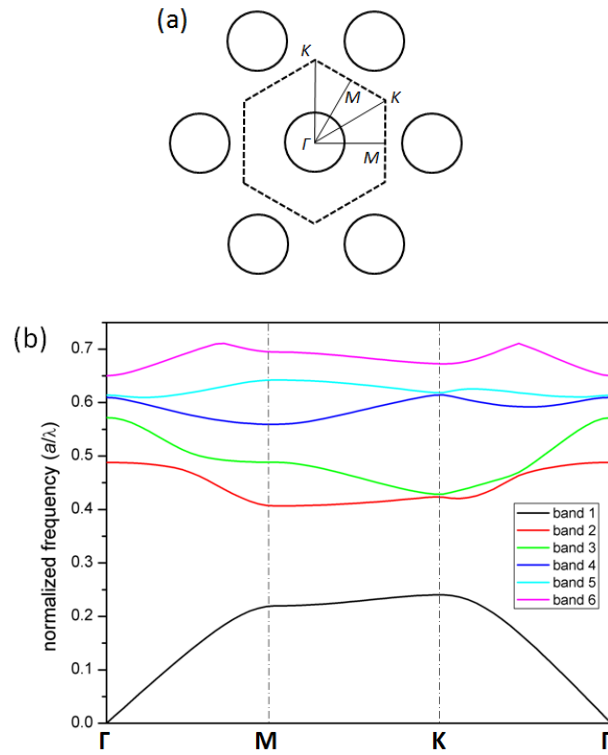 (a)
K
M
K
Γ
M
(b)
normalized frequency (a/λ)
0.7
0.6
0.5
0.4
0.3
0.2
0.1
0.0
band 1
band 2
band 3
band 4
band 5
band 6
Γ M K Γ